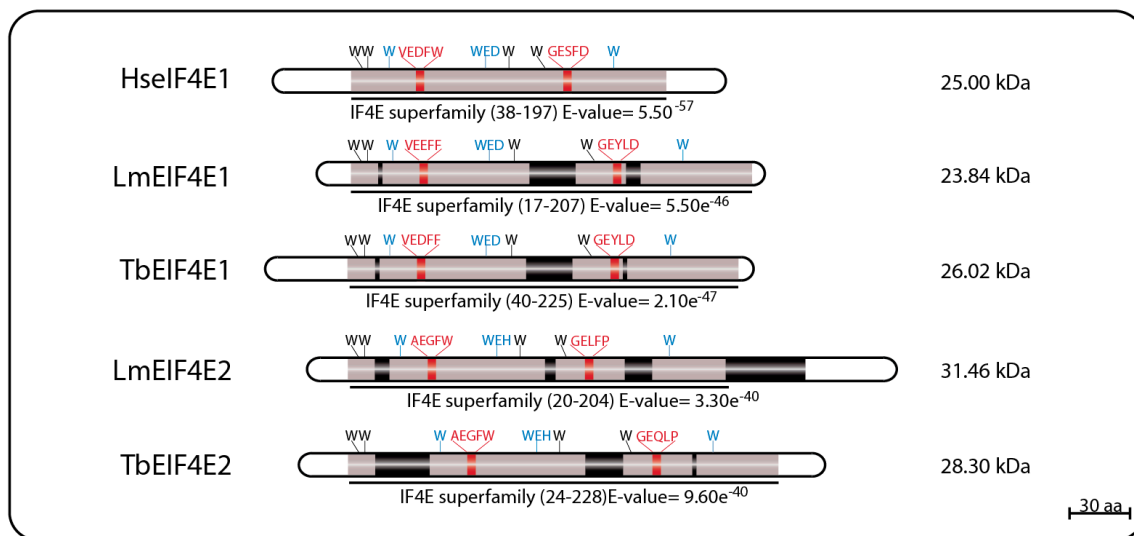 WW W VEDFW WED W W GESFD W
HseIF4E1 25.00 kDa
IF4E superfamily (38-197) E-value= 5.50-57
WW W VEEFF WED W W GEYLD W
LmEIF4E1 23.84 kDa
IF4E superfamily (17-207) E-value= 5.50e-46
WW W VEDFF WED W W GEYLD W
TbEIF4E1 26.02 kDa
IF4E superfamily (40-225) E-value= 2.10e-47
WW W AEGFW WEH W W GELFP W
LmEIF4E2 31.46 kDa
IF4E superfamily (20-204) E-value= 3.30e-40
WW W AEGFW WEH W W GEQLP W
TbEIF4E2 28.30 kDa
IF4E superfamily (24-228)E-value= 9.60e-40
30 aa